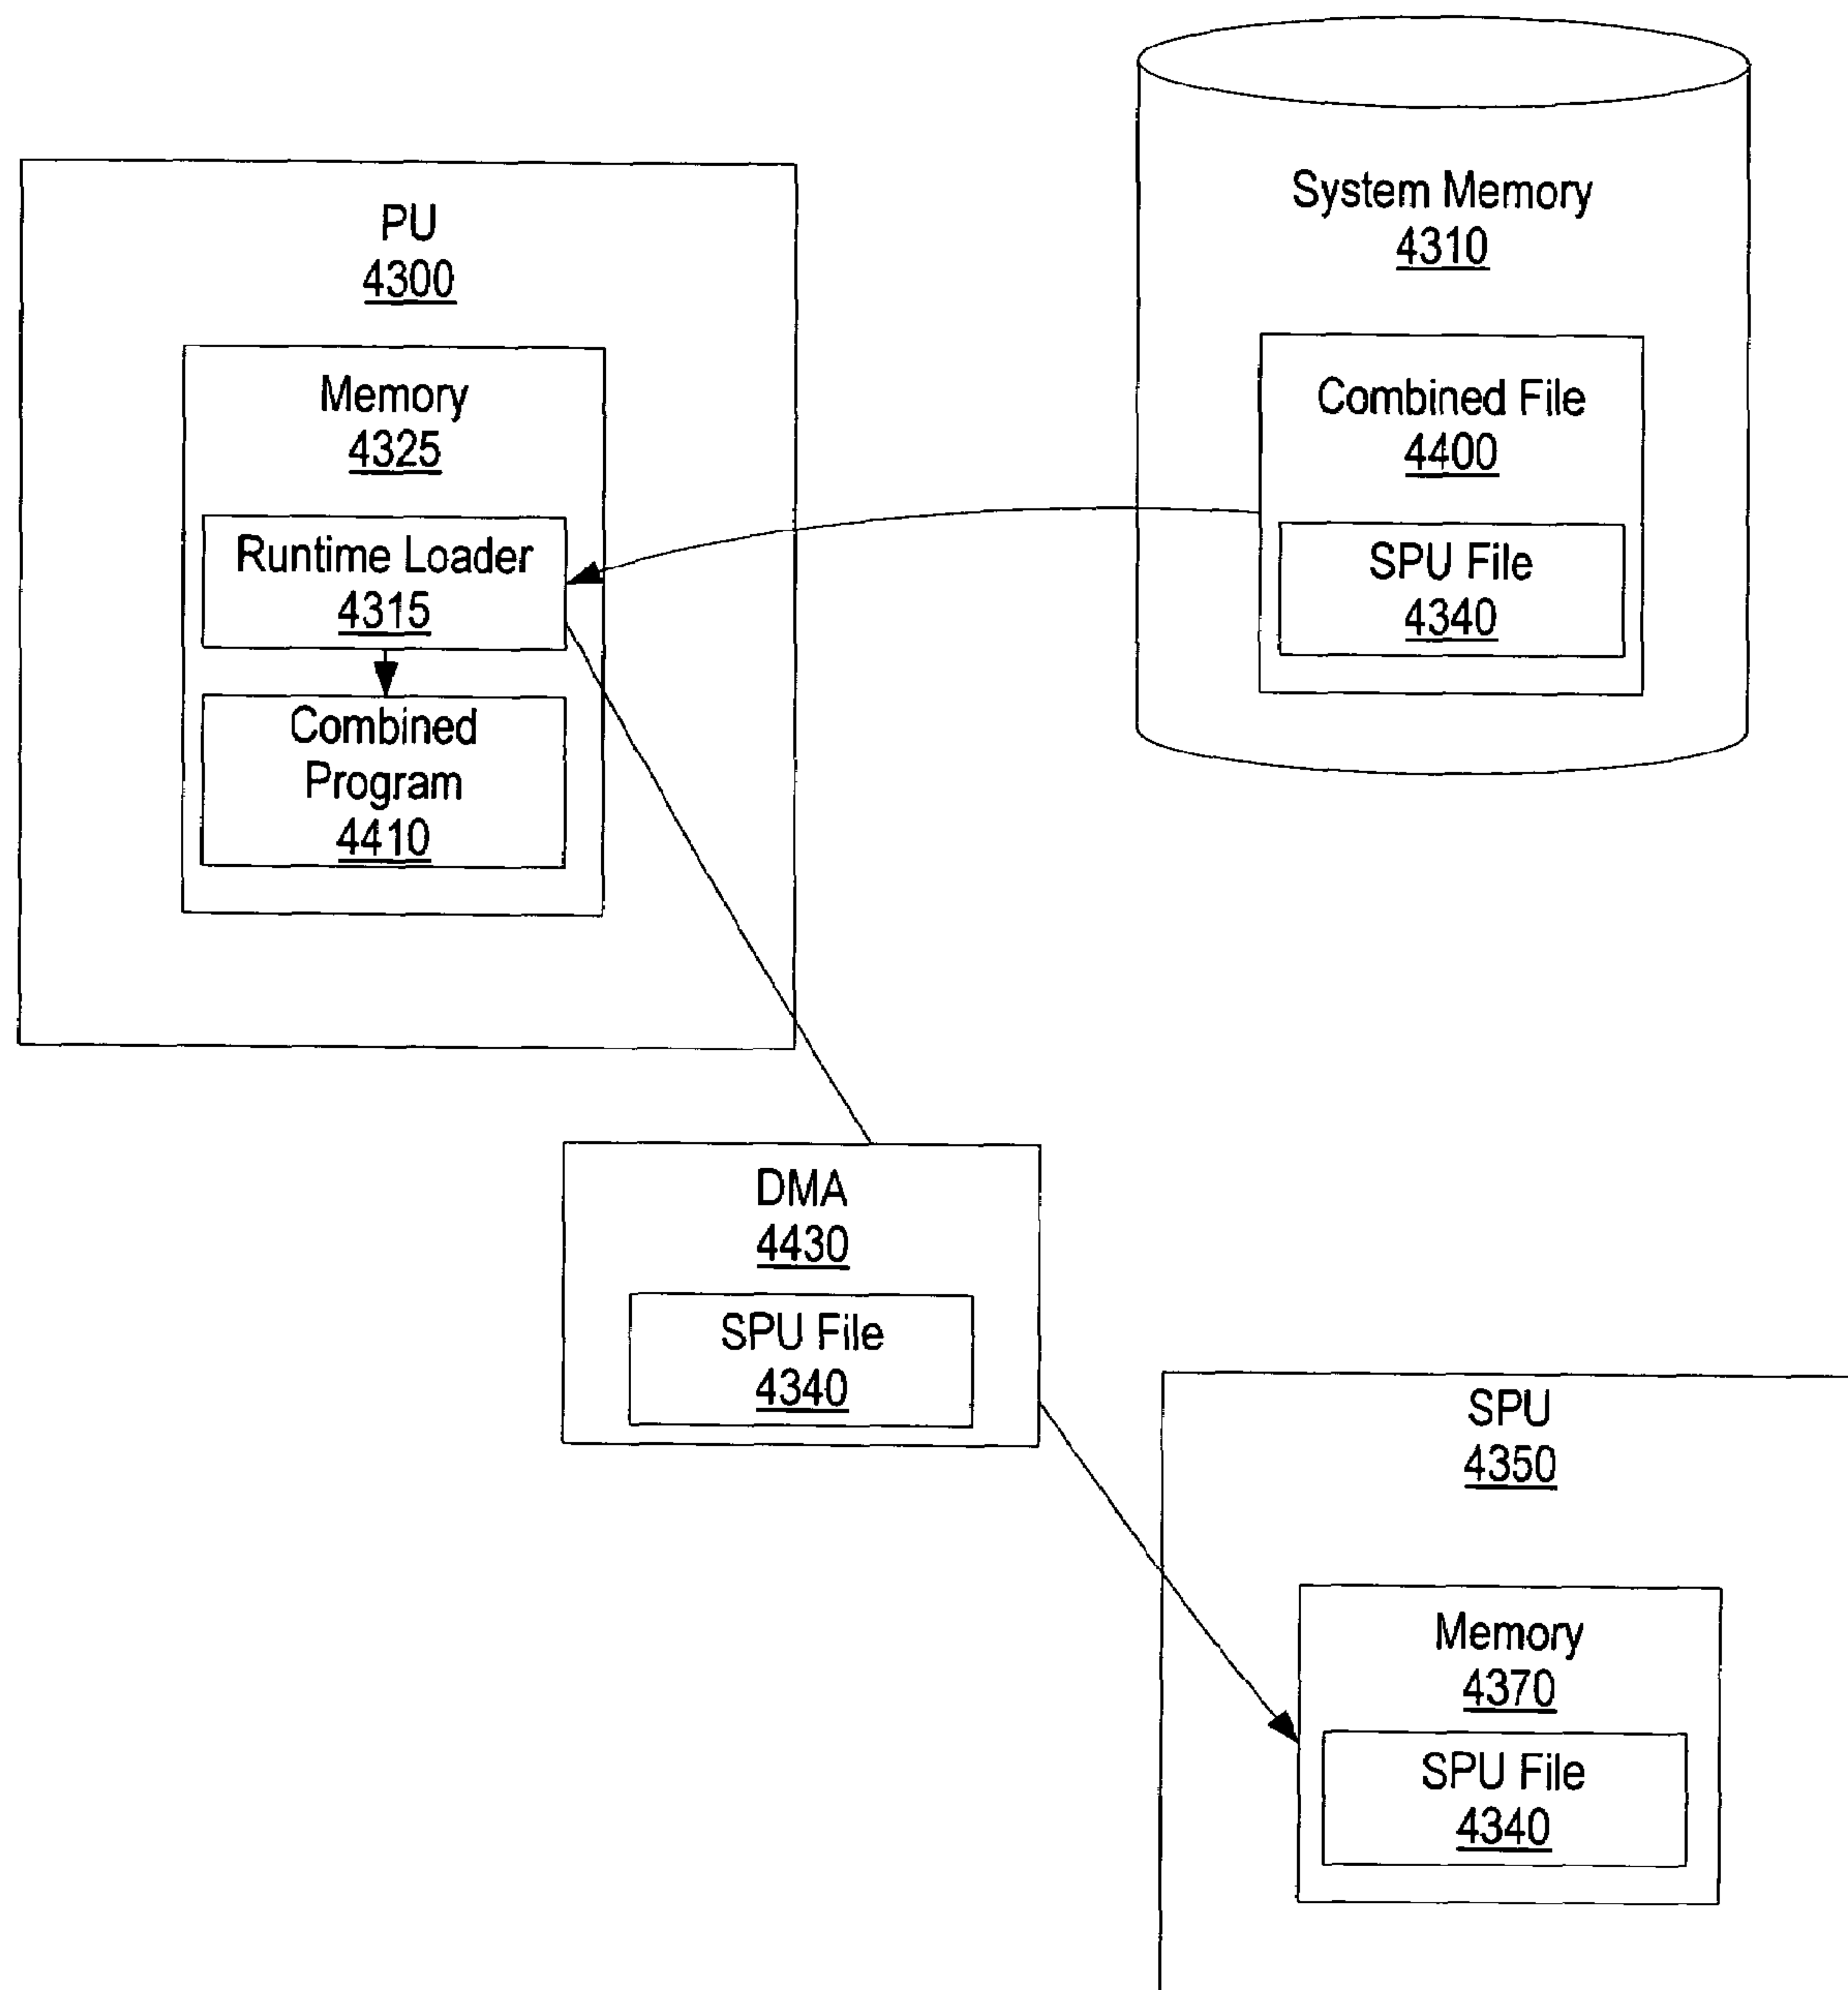 PU
4300
Memory
4325
Runtime Loader
4315
Combined
Program
4410
System Memory
4310
Combined File
4400
SPU File
4340
DMA
4430
SPU File
4340
SPU
4350
Memory
4370
SPU File
4340